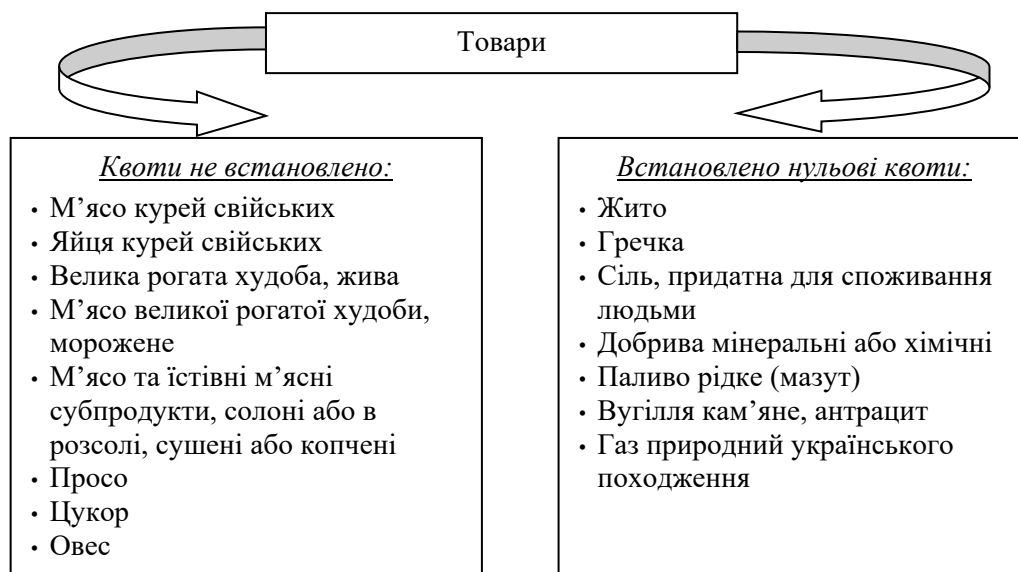 Товари
Квоти не встановлено:
• М’ясо курей свійських
• Яйця курей свійських
• Велика рогата худоба, жива
• М’ясо великої рогатої худоби,
морожене
• М’ясо та їстівні м’ясні
субпродукти, солоні або в
розсолі, сушені або копчені
• Просо
• Цукор
• Овес
Встановлено нульові квоти:
• Жито
• Гречка
• Сіль, придатна для споживання
людьми
• Добрива мінеральні або хімічні
• Паливо рідке (мазут)
• Вугілля кам’яне, антрацит
• Газ природний українського
походження